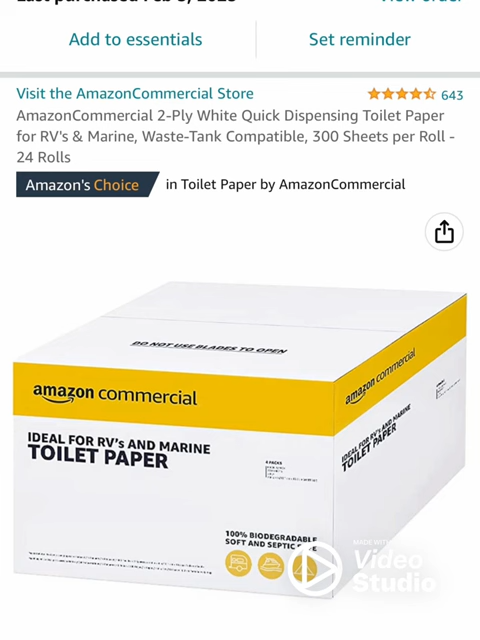 Add to essentials
Set reminder
Visit the AmazonCommercial Store
643
AmazonCommercial 2-Ply White Quick Dispensing Toilet Paper
for RV's & Marine, Waste-Tank Compatible, 300 Sheets per Roll -
24 Rolls
Amazon's Choice in Toilet Paper by AmazonCommercial
DO NOT USE BLADES TO OPEN
amazon commercial
amazon commercial
IDEAL FOR RV's AND MARINE
TOILET PAPER
IDEAL FOR RV's AND MARINE
TOILET PAPER
100% BIODEGRADABLE
SOFT AND SEPTIC
MADE WITH
Video
Studio